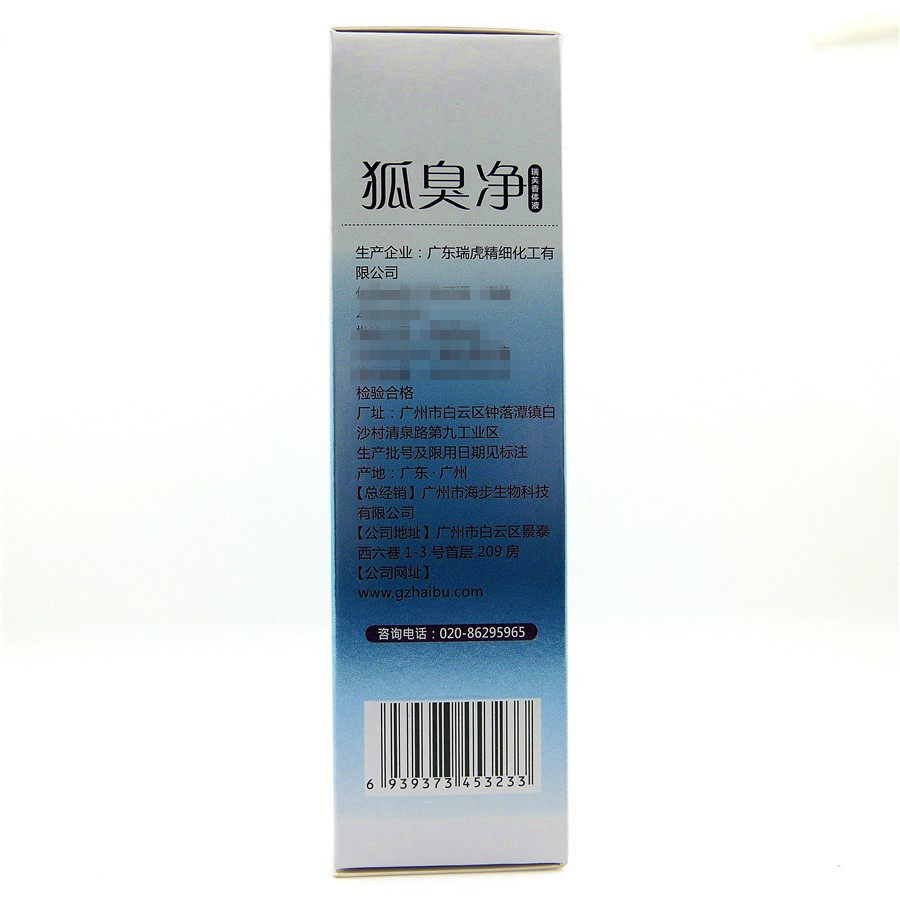 狐臭净
瑞芙香体液
生产企业：广东瑞虎精细化工有
限公司
检验合格
厂址：广州市白云区钟落潭镇白
沙村清泉路第九工业区
生产批号及限用日期见标注
产地：广东·广州
【总经销】广州市海步生物科技
有限公司
【公司地址】广州市白云区景泰
西六巷 1-3 号首层 209 房
【公司网址】
www.gzhaibu.com
咨询电话：020-86295965
6 939373 453233